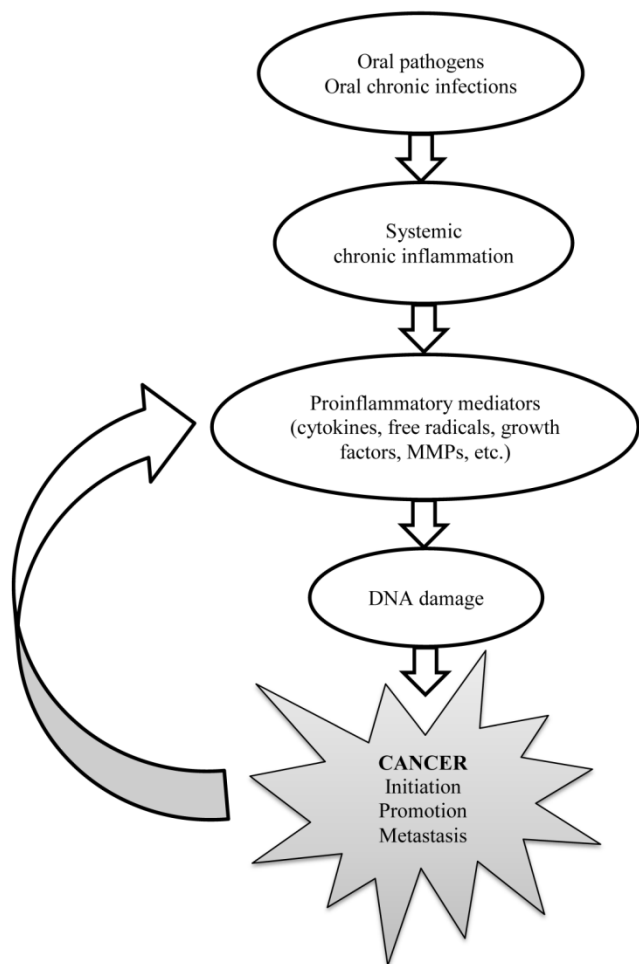 Oral pathogens
Oral chronic infections
Systemic
chronic inflammation
Proinflammatory mediators
(cytokines, free radicals, growth
factors, MMPs, etc.)
DNA damage
CANCER
Initiation
Promotion
Metastasis